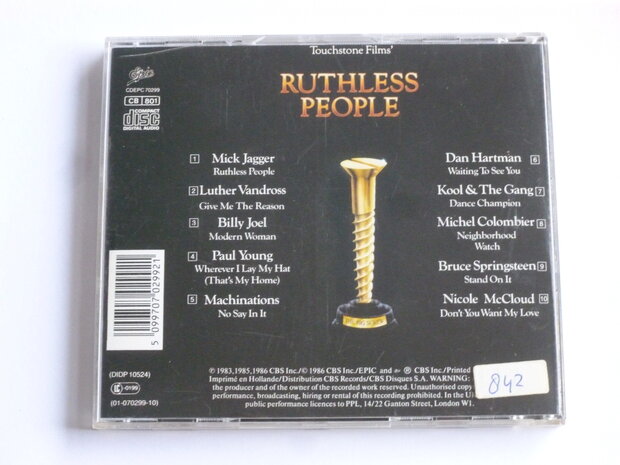 Touchstone Films'
RUTHLESS
PEOPLE
Epic
CDEPC 70299
CB 801
COMPACT
disc
DIGITAL AUDIO
1 Mick Jagger
Ruthless People
2 Luther Vandross
Give Me The Reason
3 Billy Joel
Modern Woman
4 Paul Young
Wherever I Lay My Hat
(That's My Home)
5 Machinations
No Say In It
Dan Hartman 6
Waiting To See You
Kool & The Gang 7
Dance Champion
Michel Colombier 8
Neighborhood
Watch
Bruce Springsteen 9
Stand On It
Nicole McCloud 10
Don't You Want My Love
5 099707 029921
(DIDP 10524)
LC -0199
(01-070299-10)
℗ 1983,1985,1986 CBS Inc./© 1986 CBS Inc./EPIC and ® CBS Inc./Printed
Imprimé en Hollande/Distribution CBS Records/CBS Disques S.A. WARNING:
the producer and of the owner of the recorded work reserved. Unauthorised copy
performance, broadcasting, hiring or rental of this recording prohibited. In the U
public performance licences to PPL, 14/22 Ganton Street, London W1.
842